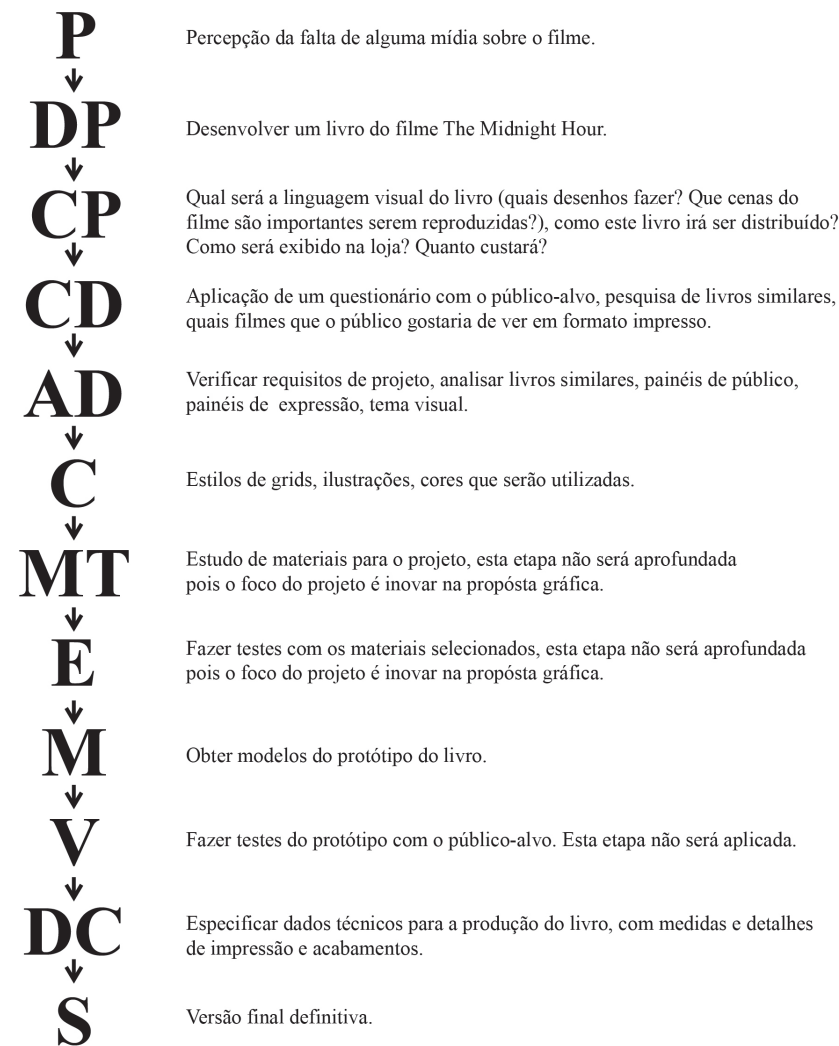 P
Percepção da falta de alguma mídia sobre o filme.
DP
Desenvolver um livro do filme The Midnight Hour.
CP
Qual será a linguagem visual do livro (quais desenhos fazer? Que cenas do
filme são importantes serem reproduzidas?), como este livro irá ser distribuído?
Como será exibido na loja? Quanto custará?
CD
Aplicação de um questionário com o público-alvo, pesquisa de livros similares,
quais filmes que o público gostaria de ver em formato impresso.
AD
Verificar requisitos de projeto, analisar livros similares, painéis de público,
painéis de expressão, tema visual.
C
Estilos de grids, ilustrações, cores que serão utilizadas.
MT
Estudo de materiais para o projeto, esta etapa não será aprofundada
pois o foco do projeto é inovar na propósta gráfica.
E
Fazer testes com os materiais selecionados, esta etapa não será aprofundada
pois o foco do projeto é inovar na propósta gráfica.
M
Obter modelos do protótipo do livro.
V
Fazer testes do protótipo com o público-alvo. Esta etapa não será aplicada.
DC
Especificar dados técnicos para a produção do livro, com medidas e detalhes
de impressão e acabamentos.
S
Versão final definitiva.